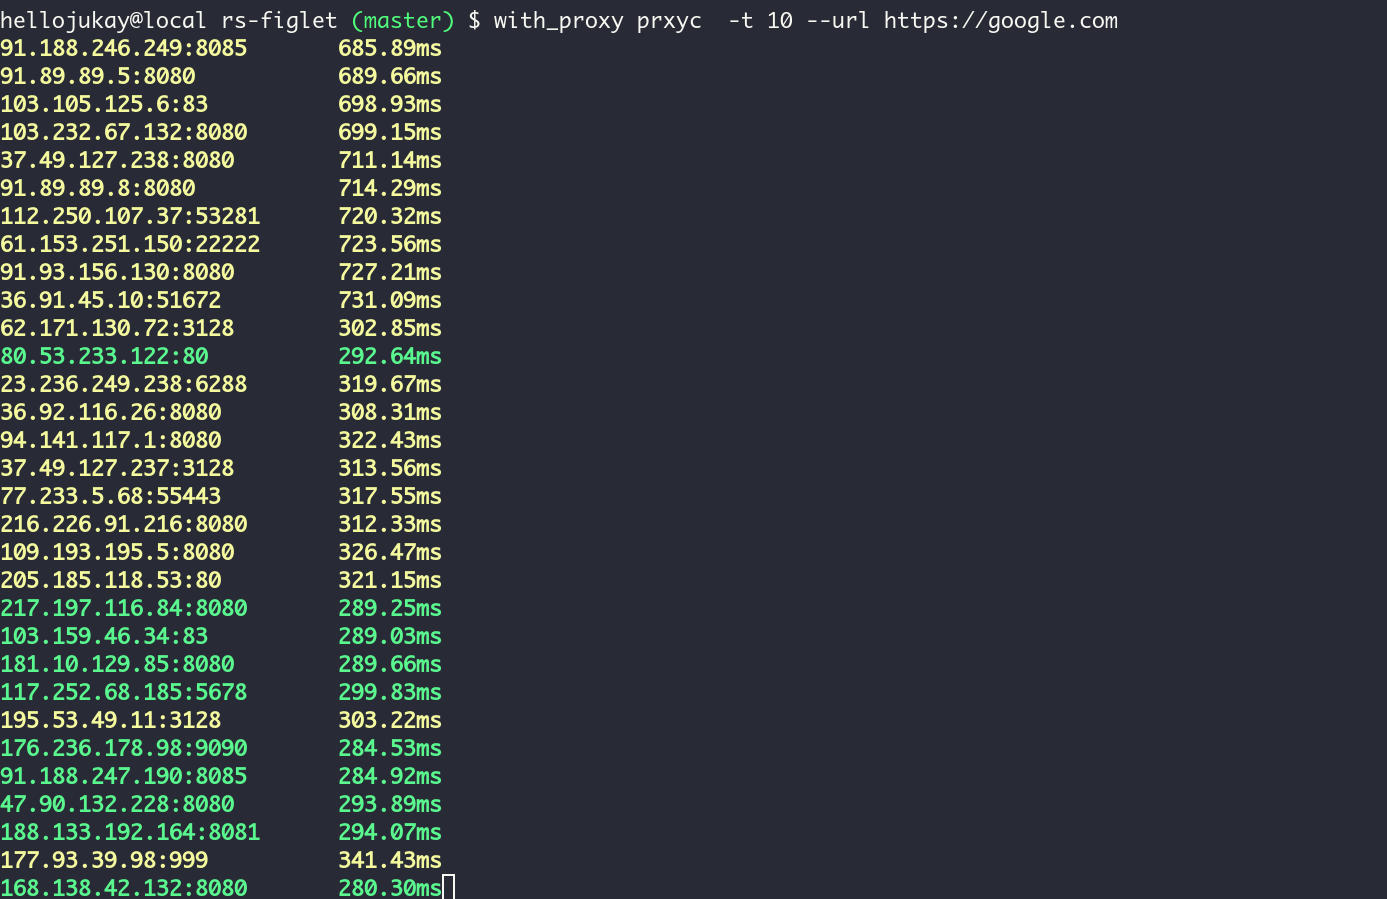 hellojukay@local rs-figlet (master) $ with_proxy prxyc  -t 10 --url https://google.com
91.188.246.249:8085       685.89ms
91.89.89.5:8080           689.66ms
103.105.125.6:83          698.93ms
103.232.67.132:8080       699.15ms
37.49.127.238:8080        711.14ms
91.89.89.8:8080           714.29ms
112.250.107.37:53281      720.32ms
61.153.251.150:22222      723.56ms
91.93.156.130:8080        727.21ms
36.91.45.10:51672         731.09ms
62.171.130.72:3128        302.85ms
80.53.233.122:80          292.64ms
23.236.249.238:6288       319.67ms
36.92.116.26:8080         308.31ms
94.141.117.1:8080         322.43ms
37.49.127.237:3128        313.56ms
77.233.5.68:55443         317.55ms
216.226.91.216:8080       312.33ms
109.193.195.5:8080        326.47ms
205.185.118.53:80         321.15ms
217.197.116.84:8080       289.25ms
103.159.46.34:83          289.03ms
181.10.129.85:8080        289.66ms
117.252.68.185:5678       299.83ms
195.53.49.11:3128         303.22ms
176.236.178.98:9090       284.53ms
91.188.247.190:8085       284.92ms
47.90.132.228:8080        293.89ms
188.133.192.164:8081      294.07ms
177.93.39.98:999          341.43ms
168.138.42.132:8080       280.30ms